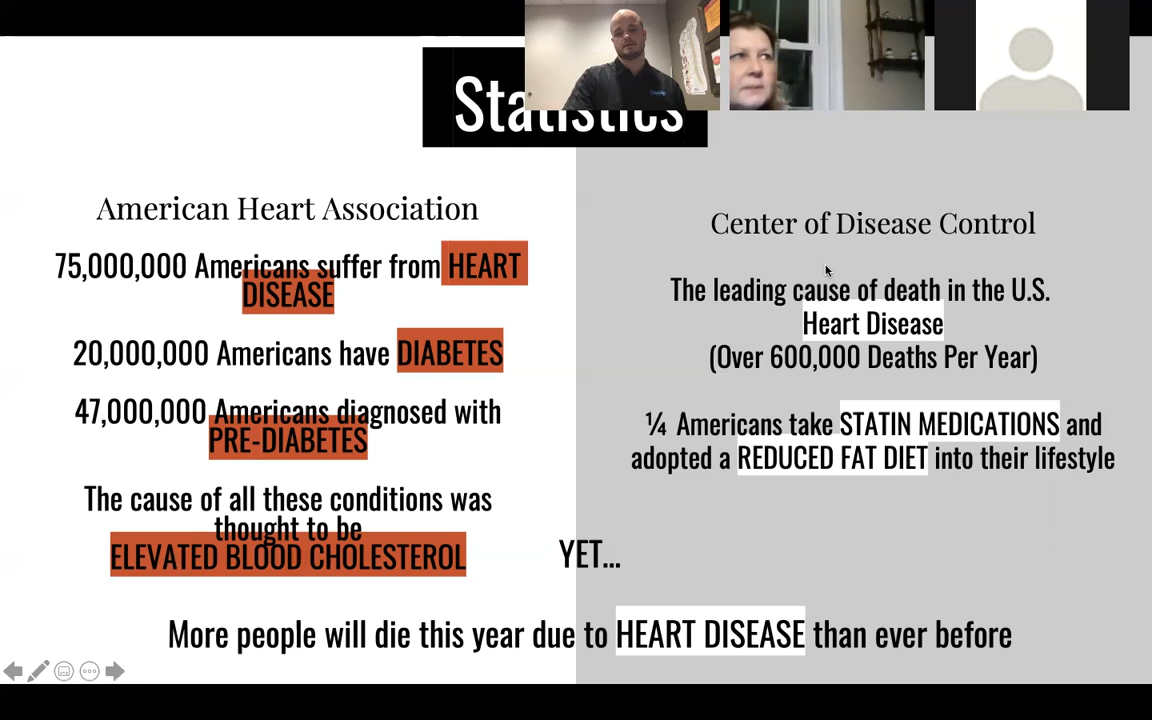 Statistics
American Heart Association
75,000,000 Americans suffer from HEART
DISEASE
20,000,000 Americans have DIABETES
47,000,000 Americans diagnosed with
PRE-DIABETES
The cause of all these conditions was
thought to be
ELEVATED BLOOD CHOLESTEROL
Center of Disease Control
The leading cause of death in the U.S.
Heart Disease
(Over 600,000 Deaths Per Year)
¼ Americans take STATIN MEDICATIONS and
adopted a REDUCED FAT DIET into their lifestyle
YET...
More people will die this year due to HEART DISEASE than ever before